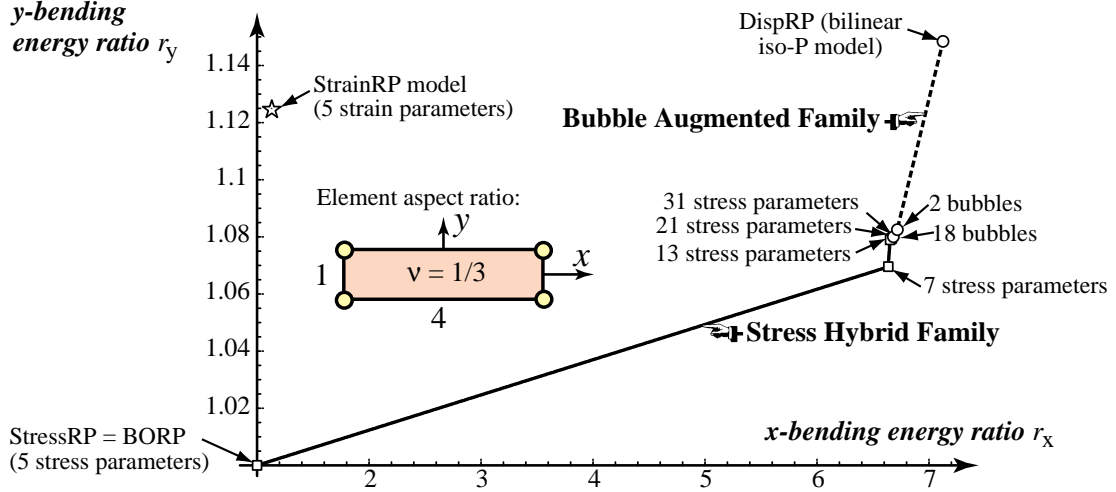 y-bending
energy ratio ry
DispRP (bilinear
iso-P model)
1.14
StrainRP model
(5 strain parameters)
1.12
Bubble Augmented Family
1.1
Element aspect ratio:
31 stress parameters
2 bubbles
y
21 stress parameters
18 bubbles
1.08
13 stress parameters
x
1
ν = 1/3
7 stress parameters
1.06
4
Stress Hybrid Family
1.04
1.02
StressRP = BORP
(5 stress parameters)
x-bending energy ratio rx
2 3 4 5 6 7